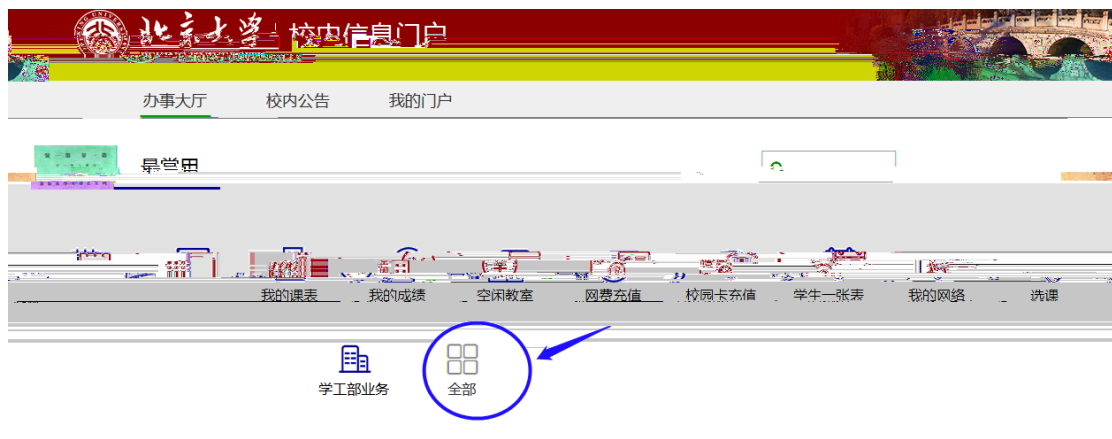 北京大学 校内信息门户
办事大厅 校内公告 我的门户
最常用
我的课表 我的成绩 空闲教室 网费充值 校园卡充值 学生一张表 我的网络 选课
学工部业务 全部